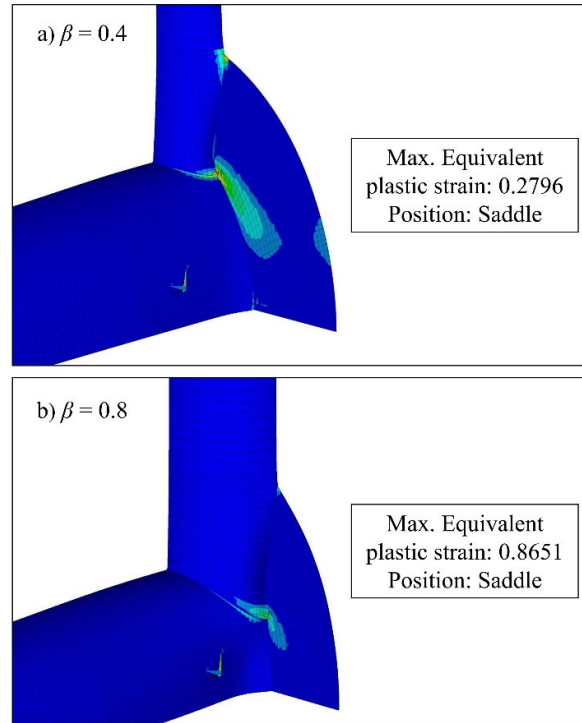 a) β = 0.4
Max. Equivalent
plastic strain: 0.2796
Position: Saddle
b) β = 0.8
Max. Equivalent
plastic strain: 0.8651
Position: Saddle